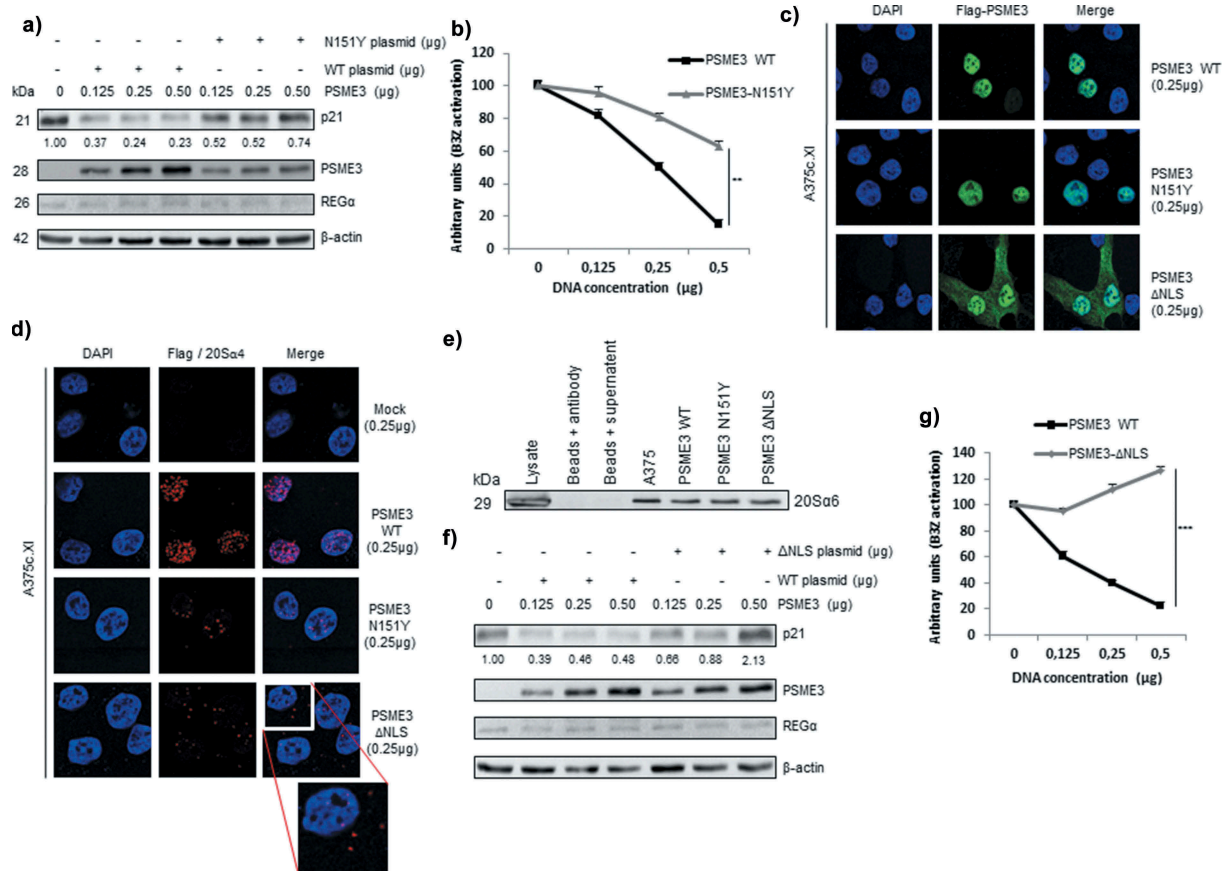 a)
- - - - + + + N151Y plasmid (µg)
- + + + - - - WT plasmid (µg)
kDa 0 0.125 0.25 0.50 0.125 0.25 0.50 PSME3 (µg)
21 p21
1.00 0.37 0.24 0.23 0.52 0.52 0.74
28 PSME3
26 REGα
42 β-actin
b)
Arbitrary units (B3Z activation)
120
100
80
60
40
20
0
PSME3 WT
PSME3-N151Y
**
0 0,125 0,25 0,5
DNA concentration (µg)
c)
DAPI Flag-PSME3 Merge
A375c.XI
PSME3 WT
(0.25µg)
PSME3
N151Y
(0.25µg)
PSME3
ΔNLS
(0.25µg)
d)
DAPI Flag / 20Sα4 Merge
A375c.XI
Mock
(0.25µg)
PSME3
WT
(0.25µg)
PSME3
N151Y
(0.25µg)
PSME3
ΔNLS
(0.25µg)
e)
Lysate
Beads + antibody
Beads + supernatent
A375
PSME3 WT
PSME3 N151Y
PSME3 ΔNLS
kDa
29 20Sα6
f)
- - - - + + + ΔNLS plasmid (µg)
- + + + - - - WT plasmid (µg)
0 0.125 0.25 0.50 0.125 0.25 0.50 PSME3 (µg)
p21
1.00 0.39 0.46 0.48 0.66 0.88 2.13
PSME3
REGα
β-actin
g)
PSME3 WT
PSME3-ΔNLS
Arbitrary units (B3Z activation)
140
120
100
80
60
40
20
0
***
0 0,125 0,25 0,5
DNA concentration (µg)